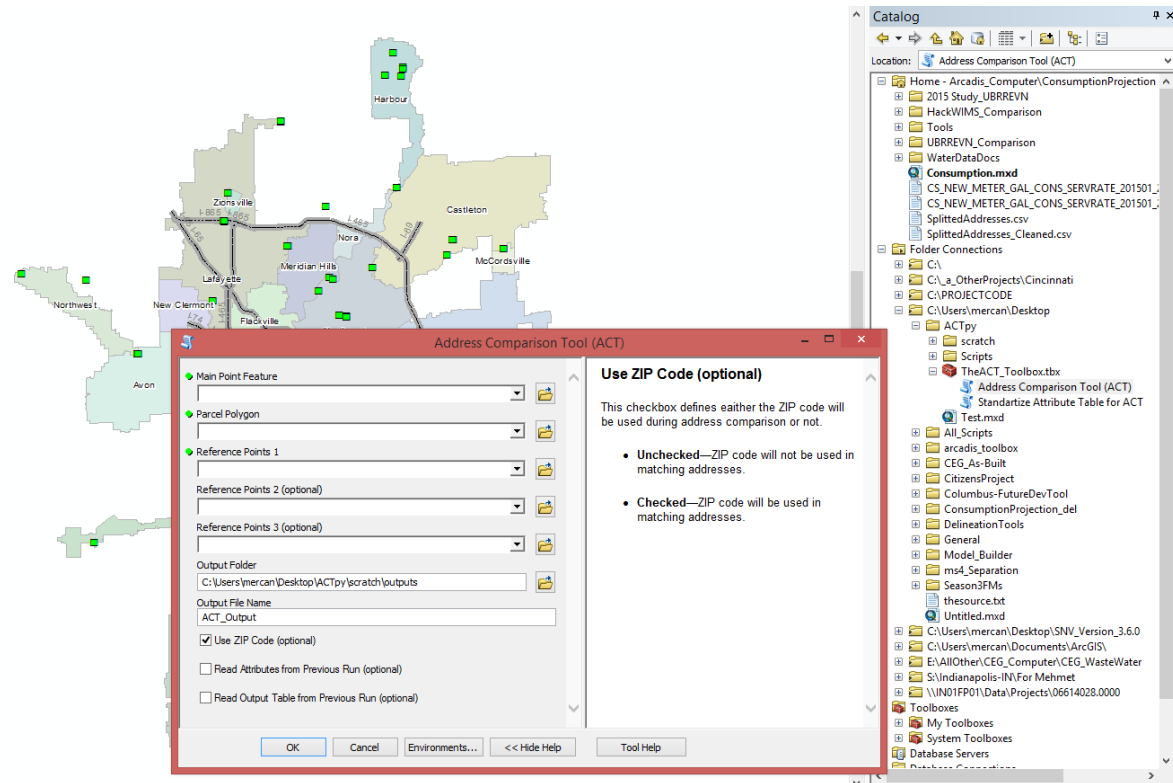 Harbour
Zionsville
I-865
I-865
I-465
I-69
Castleton
I-65
Nora
Meridian Hills
McCordsville
Lafayette
Northwest
New Clermont
I-74
I-465
Flackville
Avon
Catalog
Location:
Address Comparison Tool (ACT)
Home - Arcadis_Computer\ConsumptionProjection
2015 Study_UBRREVN
HackWIMS_Comparison
Tools
UBRREVN_Comparison
WaterDataDocs
Consumption.mxd
CS_NEW_METER_GAL_CONS_SERVRATE_201501_
CS_NEW_METER_GAL_CONS_SERVRATE_201501_
SplittedAddresses.csv
SplittedAddresses_Cleaned.csv
Folder Connections
C:\
C:\_a_OtherProjects\Cincinnati
C:\PROJECTCODE
C:\Users\mercan\Desktop
ACTpy
scratch
Scripts
TheACT_Toolbox.tbx
Address Comparison Tool (ACT)
Standartize Attribute Table for ACT
Test.mxd
All_Scripts
arcadis_toolbox
CEG_As-Built
CitizensProject
Columbus-FutureDevTool
ConsumptionProjection_del
DelineationTools
General
Model_Builder
ms4_Separation
Season3FMs
thesource.txt
Untitled.mxd
C:\Users\mercan\Desktop\SNV_Version_3.6.0
C:\Users\mercan\Documents\ArcGIS\
E:\AllOther\CEG_Computer\CEG_WasteWater
S:\Indianapolis-IN\For Mehmet
\\IN01FP01\Data\Projects\06614028.0000
Toolboxes
My Toolboxes
System Toolboxes
Database Servers
Address Comparison Tool (ACT)
Main Point Feature
Parcel Polygon
Reference Points 1
Reference Points 2 (optional)
Reference Points 3 (optional)
Output Folder
C:\Users\mercan\Desktop\ACTpy\scratch\outputs
Output File Name
ACT_Output
Use ZIP Code (optional)
Read Attributes from Previous Run (optional)
Read Output Table from Previous Run (optional)
OK
Cancel
Environments...
<< Hide Help
Tool Help
Use ZIP Code (optional)
This checkbox defines eaither the ZIP code will
be used during address comparison or not.
• Unchecked—ZIP code will not be used in
matching addresses.
• Checked—ZIP code will be used in
matching addresses.